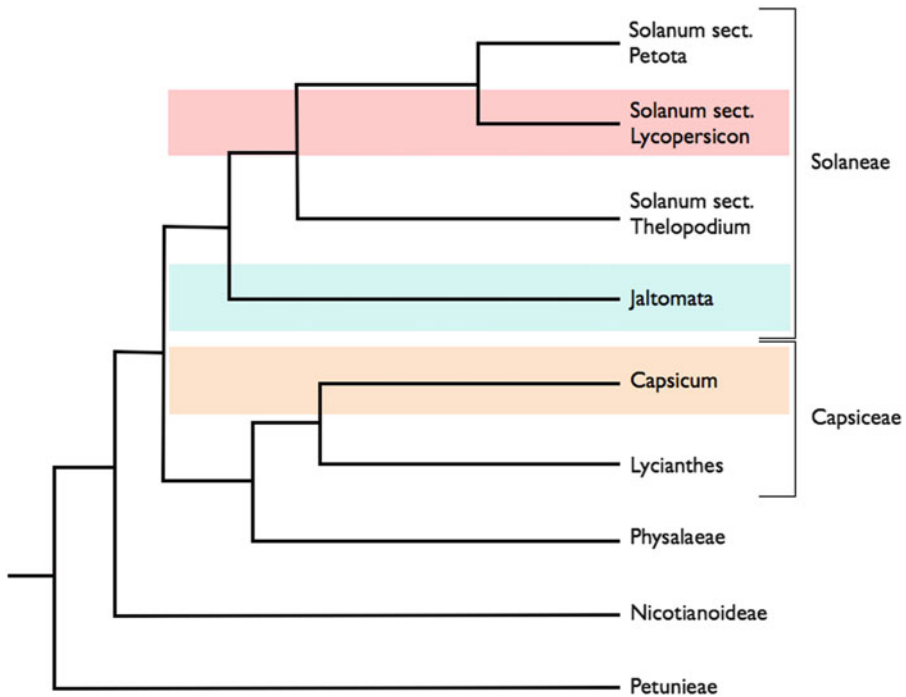 Solanum sect.
Petota
Solanum sect.
Lycopersicon
Solaneae
Solanum sect.
Thelopodium
Jaltomata
Capsicum
Capsiceae
Lycianthes
Physalaeae
Nicotianoideae
Petunieae